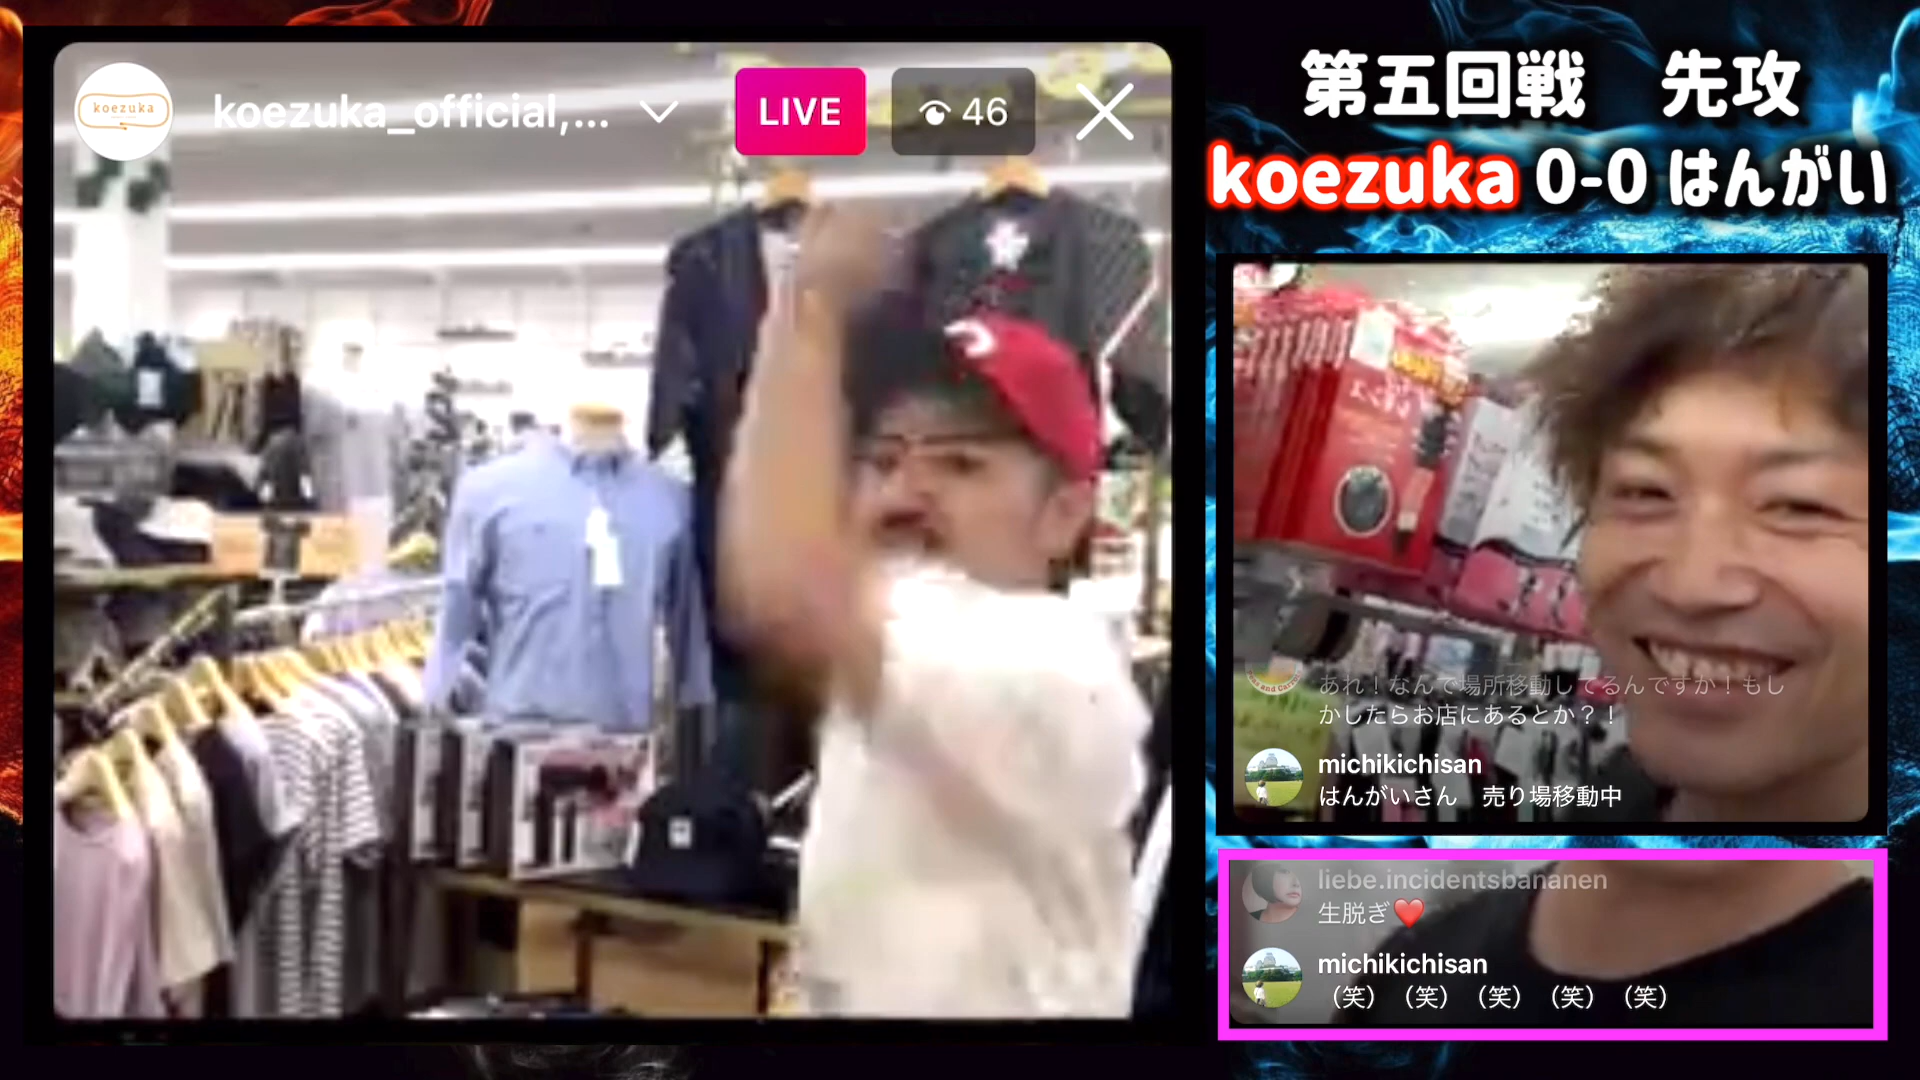 koezuka
koezuka_official,...
LIVE
46
第五回戦　先攻
koezuka 0-0 はんがい
あれ！なんで場所移動してるんですか！もし
かしたらお店にあるとか？！
michikichisan
はんがいさん　売り場移動中
liebe.incidentsbananen
生脱ぎ❤️
michikichisan
（笑）（笑）（笑）（笑）（笑）